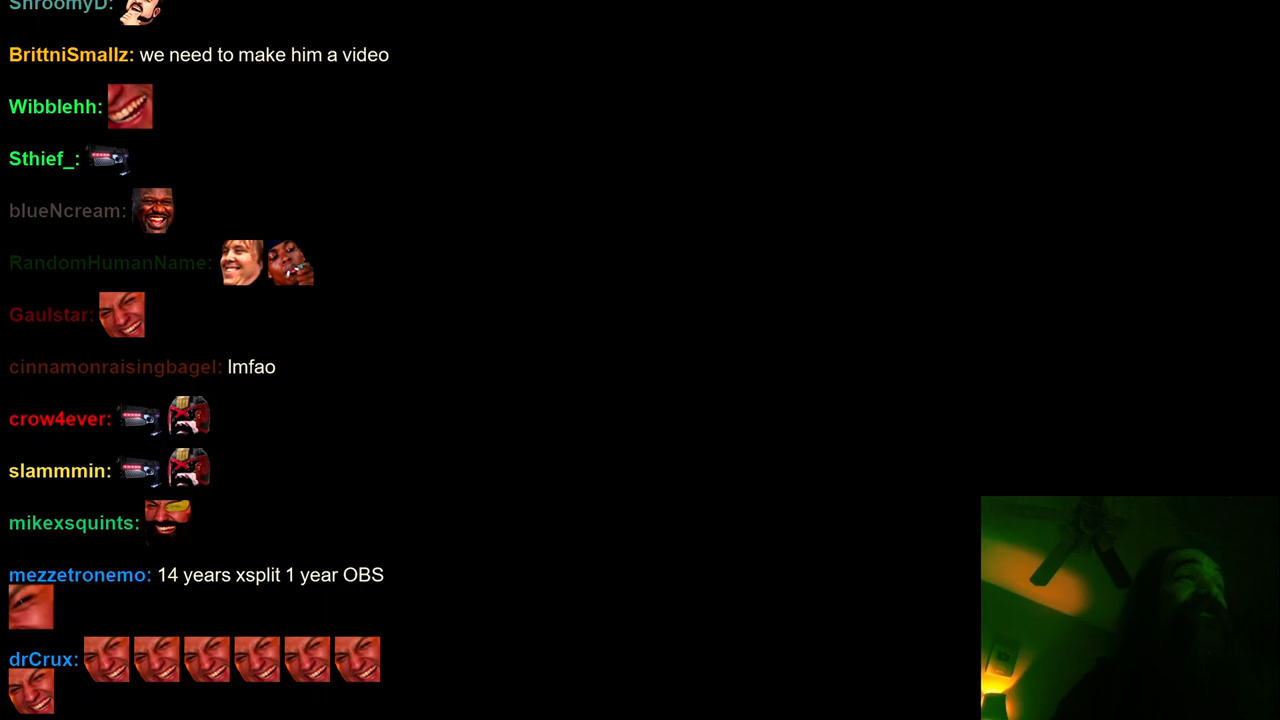 ShroomyD:
BrittniSmallz: we need to make him a video
Wibblehh:
Sthief_:
blueNcream:
RandomHumanName:
Gaulstar:
cinnamonraisingbagel: lmfao
crow4ever:
slammmin:
mikexsquints:
mezzetronemo: 14 years xsplit 1 year OBS
drCrux: